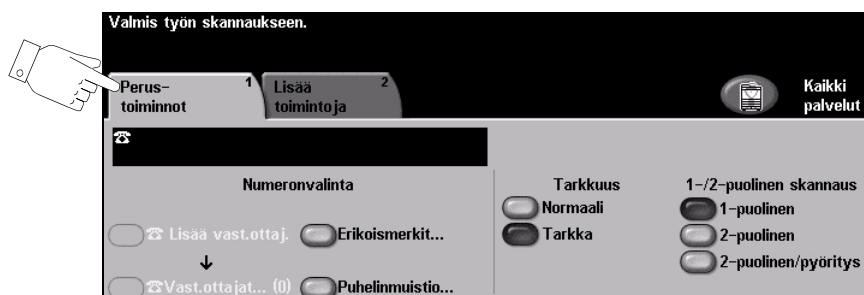 Valmis työn skannaukseen.
Perus-
toiminnot
1
Lisää
toimintoja
2
Kaikki
palvelut
Numeronvalinta
Lisää vast.ottaj.
Erikoismerkit...
Vast.ottajat... (0)
Puhelinmuistio...
Tarkkuus
Normaali
Tarkka
1-/2-puolinen skannaus
1-puolinen
2-puolinen
2-puolinen/pyöritys